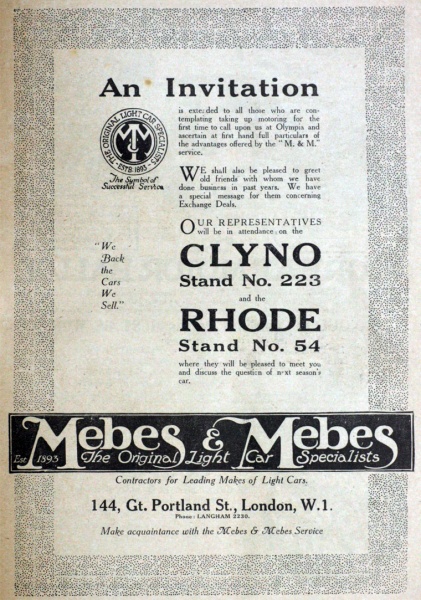 An Invitation
THE ORIGINAL LIGHT CAR SPECIALISTS
ESTB. 1893
The Symbol of
Successful Service
is extended to all those who are con-
templating taking up motoring for the
first time to call upon us at Olympia and
ascertain at first hand full particulars of
the advantages offered by the "M. & M."
service.
WE shall also be pleased to greet
old friends with whom we have
done business in past years. We have
a special message for them concerning
Exchange Deals.
OUR REPRESENTATIVES
will be in attendance on the
"We
Back
the
Cars
We
Sell."
CLYNO
Stand No. 223
and the
RHODE
Stand No. 54
where they will be pleased to meet you
and discuss the question of n-xt season's
car.
Mebes & Mebes
Est 1893 The Original Light Car Specialists
Contractors for Leading Makes of Light Cars.
144, Gt. Portland St., London, W.1.
Phone: LANGHAM 2230.
Make acquaintance with the Mebes & Mebes Service